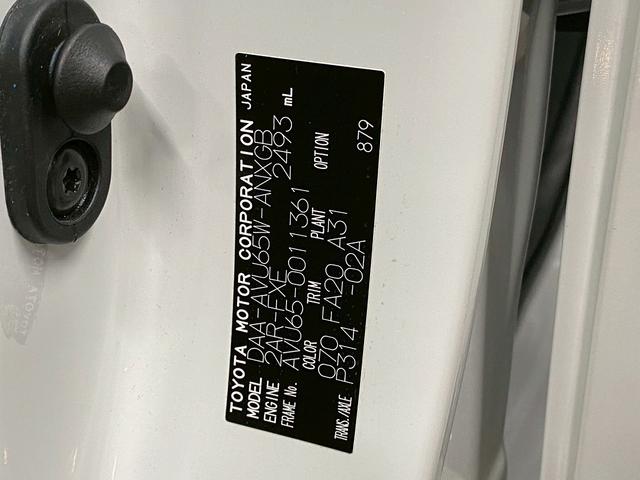 TOYOTA MOTOR CORPORATION JAPAN
MODEL DAA-AVU65W-ANXGB
ENGINE 2AR-FXE 2493 mL
FRAME No. AVU65-0011361
COLOR TRIM PLANT OPTION
070 FA20 A31
TRANS./AXLE P314 -02A 879